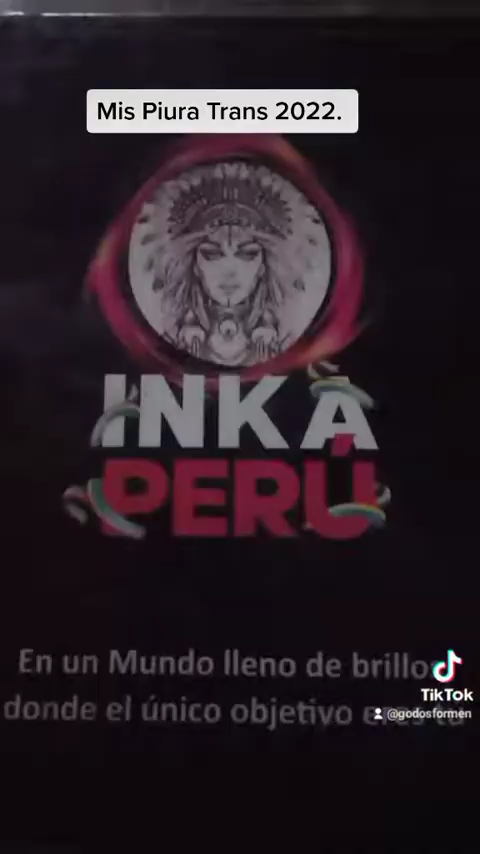 Mis Piura Trans 2022.
INKA
PERÚ
En un Mundo lleno de brillo
donde el único objetivo
TikTok
@godosformen